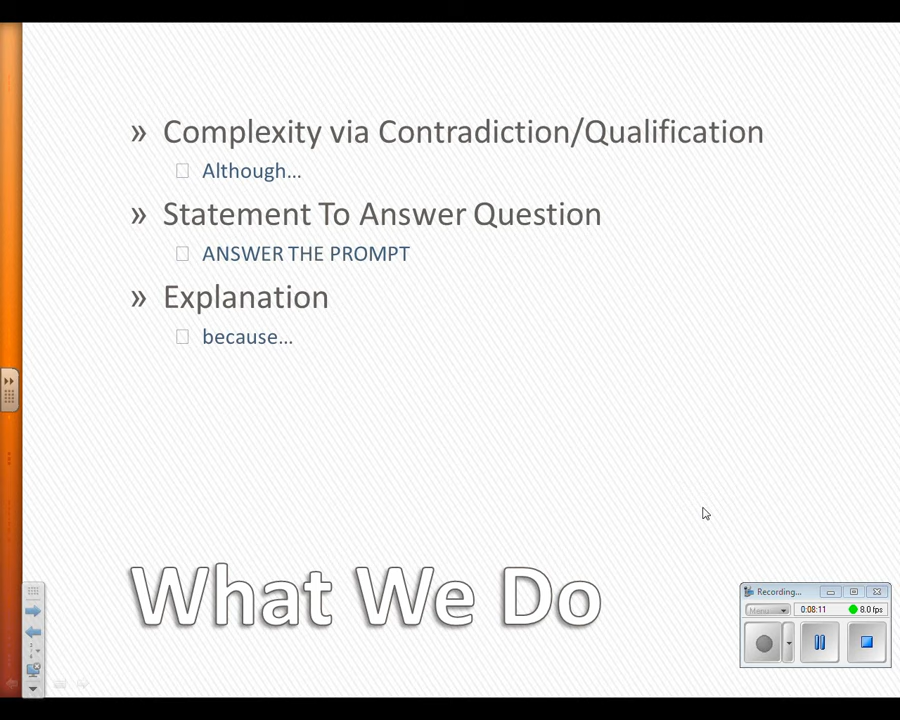 » Complexity via Contradiction/Qualification
Although...
» Statement To Answer Question
ANSWER THE PROMPT
» Explanation
because...
What We Do
Recording...
Menu
0:08:11
8.0 fps